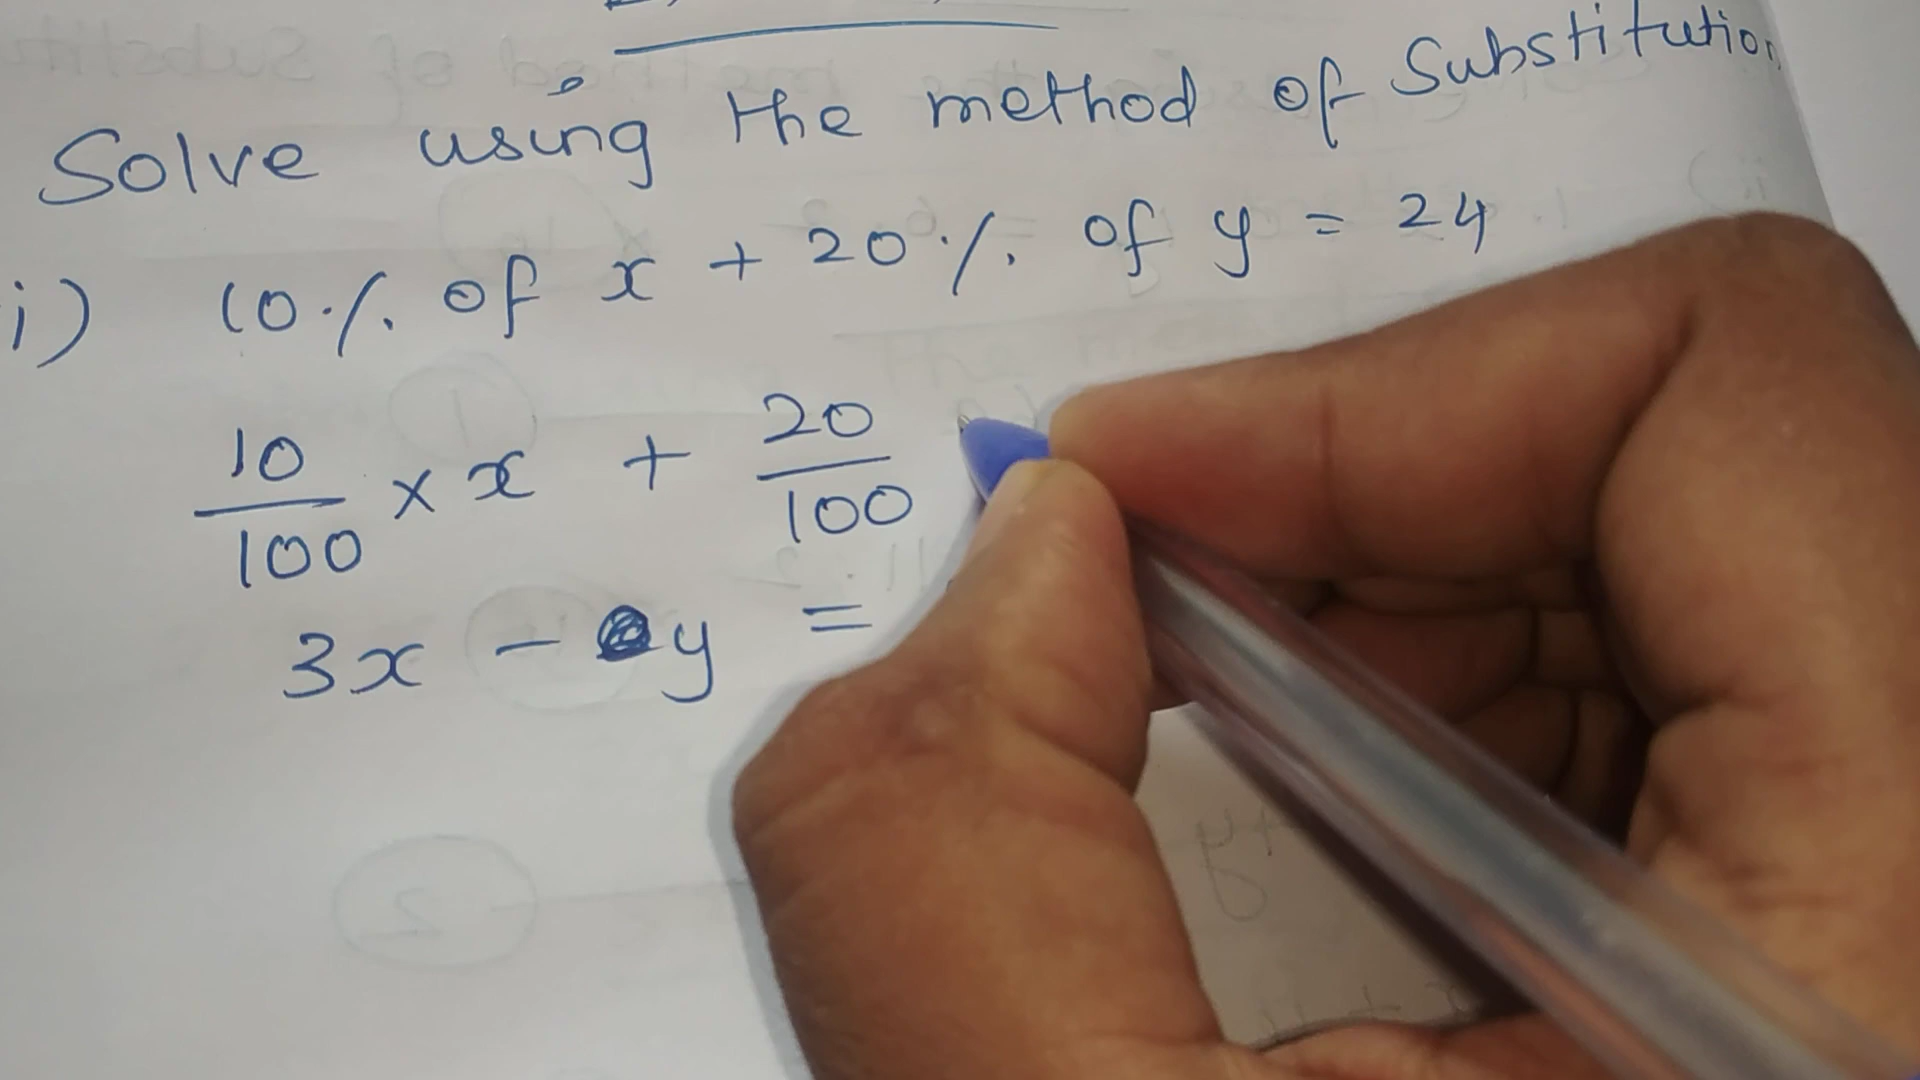 Solve using the method of Substitution
i) 10% of x + 20% of y = 24
10/100 × x + 20/100
3x - y =